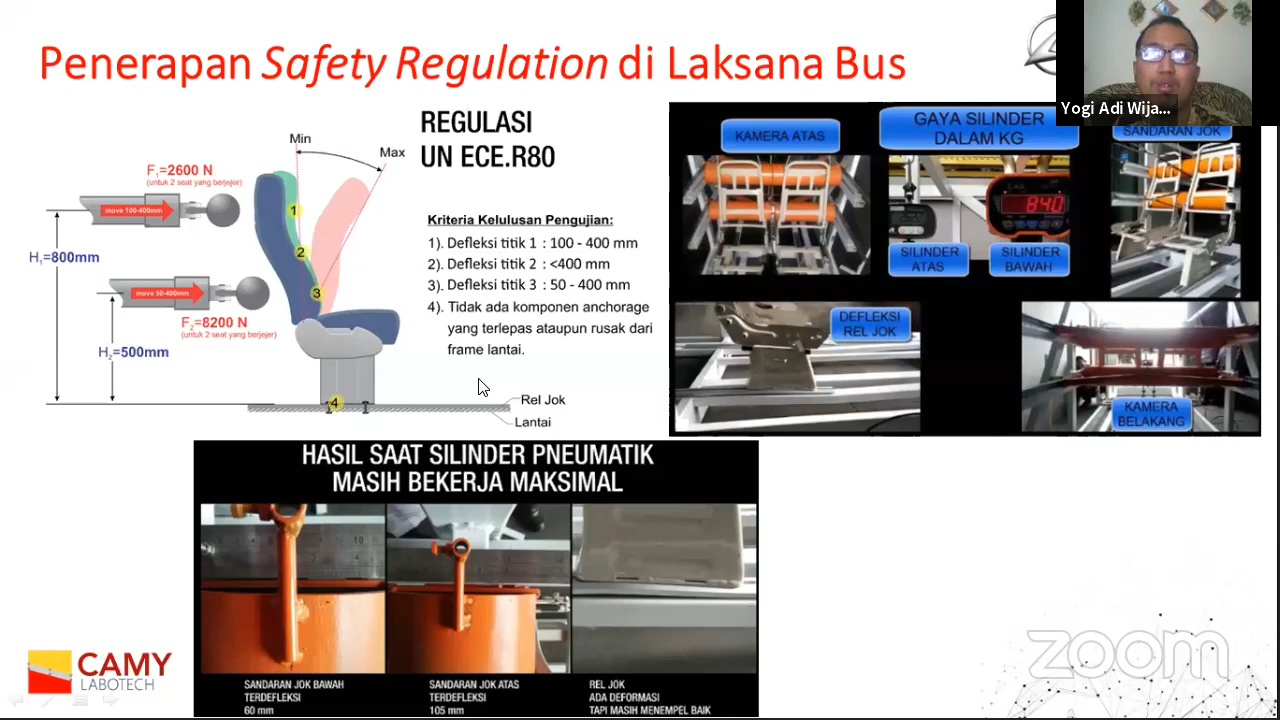 Penerapan Safety Regulation di Laksana Bus
Yogi Adi Wija...
REGULASI
UN ECE.R80
Min
Max
F1=2600 N
(untuk 2 seat yang berjejer)
move 100-400mm
H1=800mm
move 50-400mm
F2=8200 N
(untuk 2 seat yang berjejer)
H2=500mm
1
2
3
4
Rel Jok
Lantai
Kriteria Kelulusan Pengujian:
1). Defleksi titik 1 : 100 - 400 mm
2). Defleksi titik 2 : <400 mm
3). Defleksi titik 3 : 50 - 400 mm
4). Tidak ada komponen anchorage
yang terlepas ataupun rusak dari
frame lantai.
KAMERA ATAS
GAYA SILINDER
DALAM KG
SANDARAN JOK
CAS
840
SILINDER
ATAS
SILINDER
BAWAH
DEFLEKSI
REL JOK
KAMERA
BELAKANG
HASIL SAAT SILINDER PNEUMATIK
MASIH BEKERJA MAKSIMAL
SANDARAN JOK BAWAH
TERDEFLEKSI
60 mm
SANDARAN JOK ATAS
TERDEFLEKSI
105 mm
REL JOK
ADA DEFORMASI
TAPI MASIH MENEMPEL BAIK
CAMY
LABOTECH
zoom